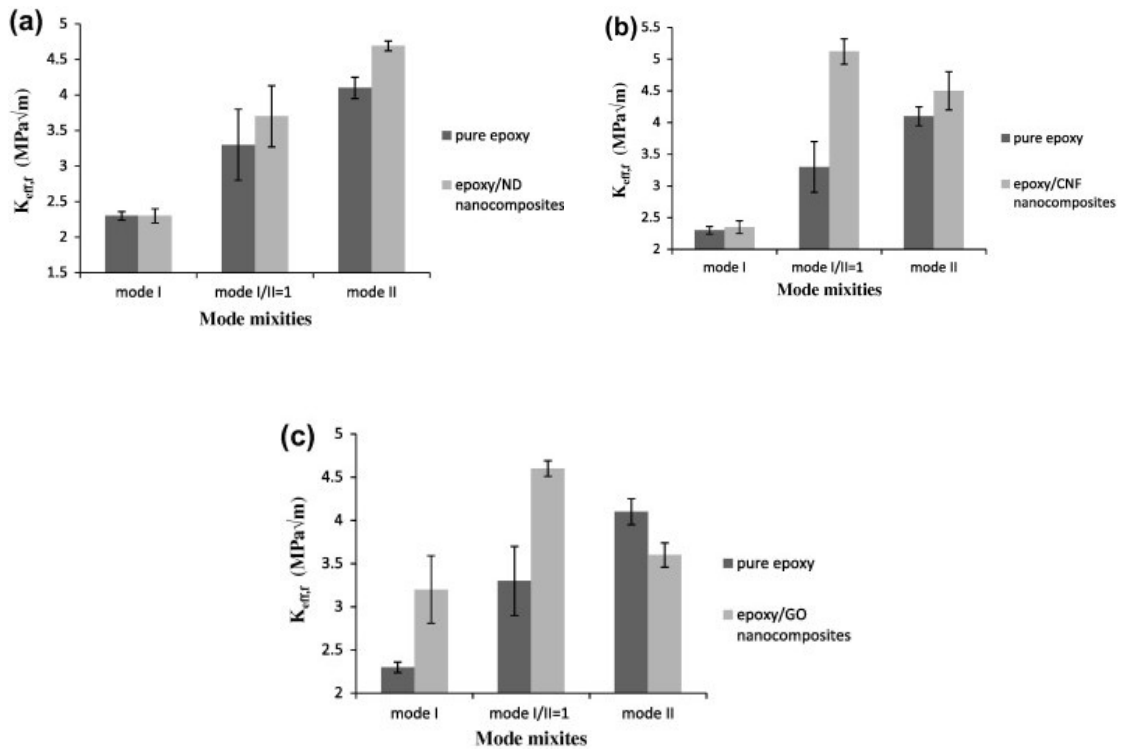 (a)
5
4.5
4
3.5
3
2.5
2
1.5
K_eff,f (MPa√m)
mode I
mode I/II=1
mode II
Mode mixities
pure epoxy
epoxy/ND
nanocomposites
(b)
5.5
5
4.5
4
3.5
3
2.5
2
K_eff,f (MPa√m)
mode I
mode I/II=1
mode II
Mode mixities
pure epoxy
epoxy/CNF
nanocomposites
(c)
5
4.5
4
3.5
3
2.5
2
K_eff,f (MPa√m)
mode I
mode I/II=1
mode II
Mode mixites
pure epoxy
epoxy/GO
nanocomposites